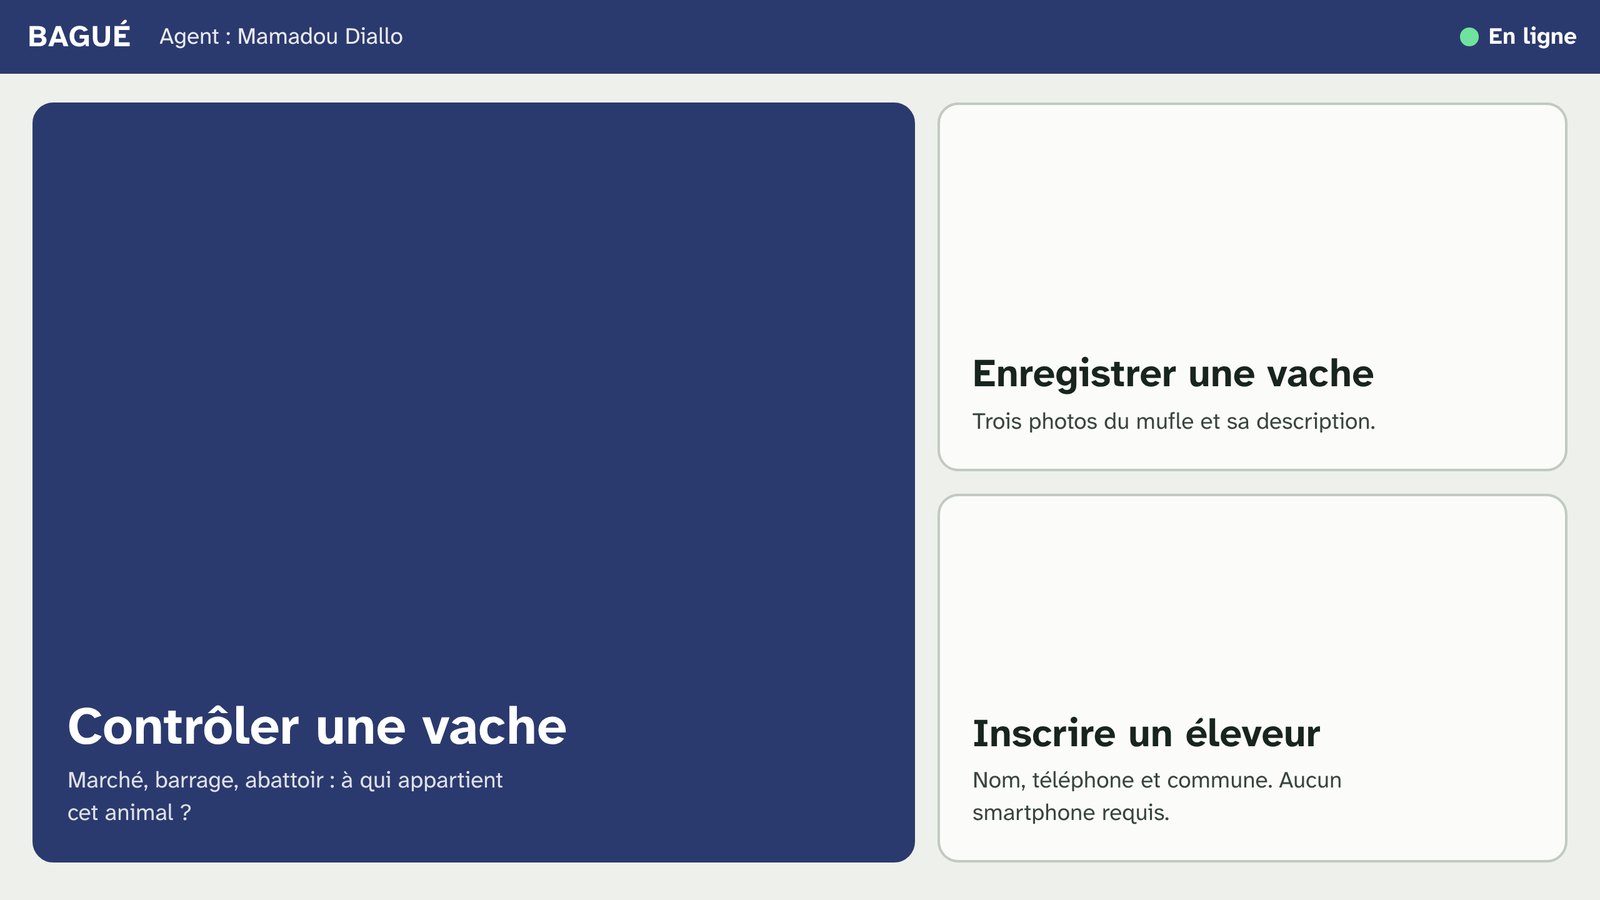 BAGUÉ
Agent : Mamadou Diallo
En ligne
Contrôler une vache
Marché, barrage, abattoir : à qui appartient
cet animal ?
Enregistrer une vache
Trois photos du mufle et sa description.
Inscrire un éleveur
Nom, téléphone et commune. Aucun
smartphone requis.